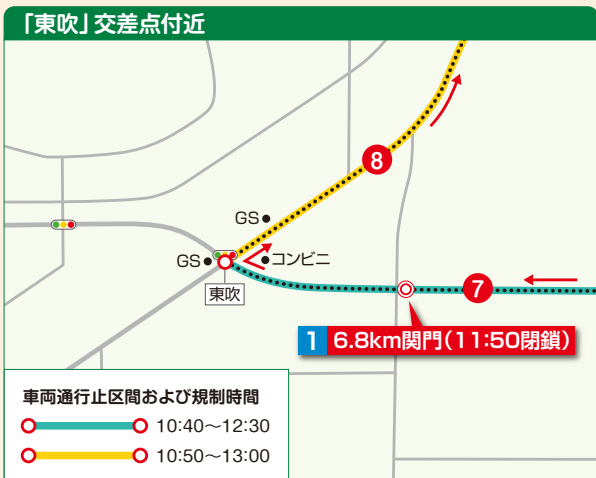 「東吹」交差点付近
8
GS
GS
コンビニ
東吹
7
1 6.8km関門(11:50閉鎖)
車両通行止区間および規制時間
10:40〜12:30
10:50〜13:00